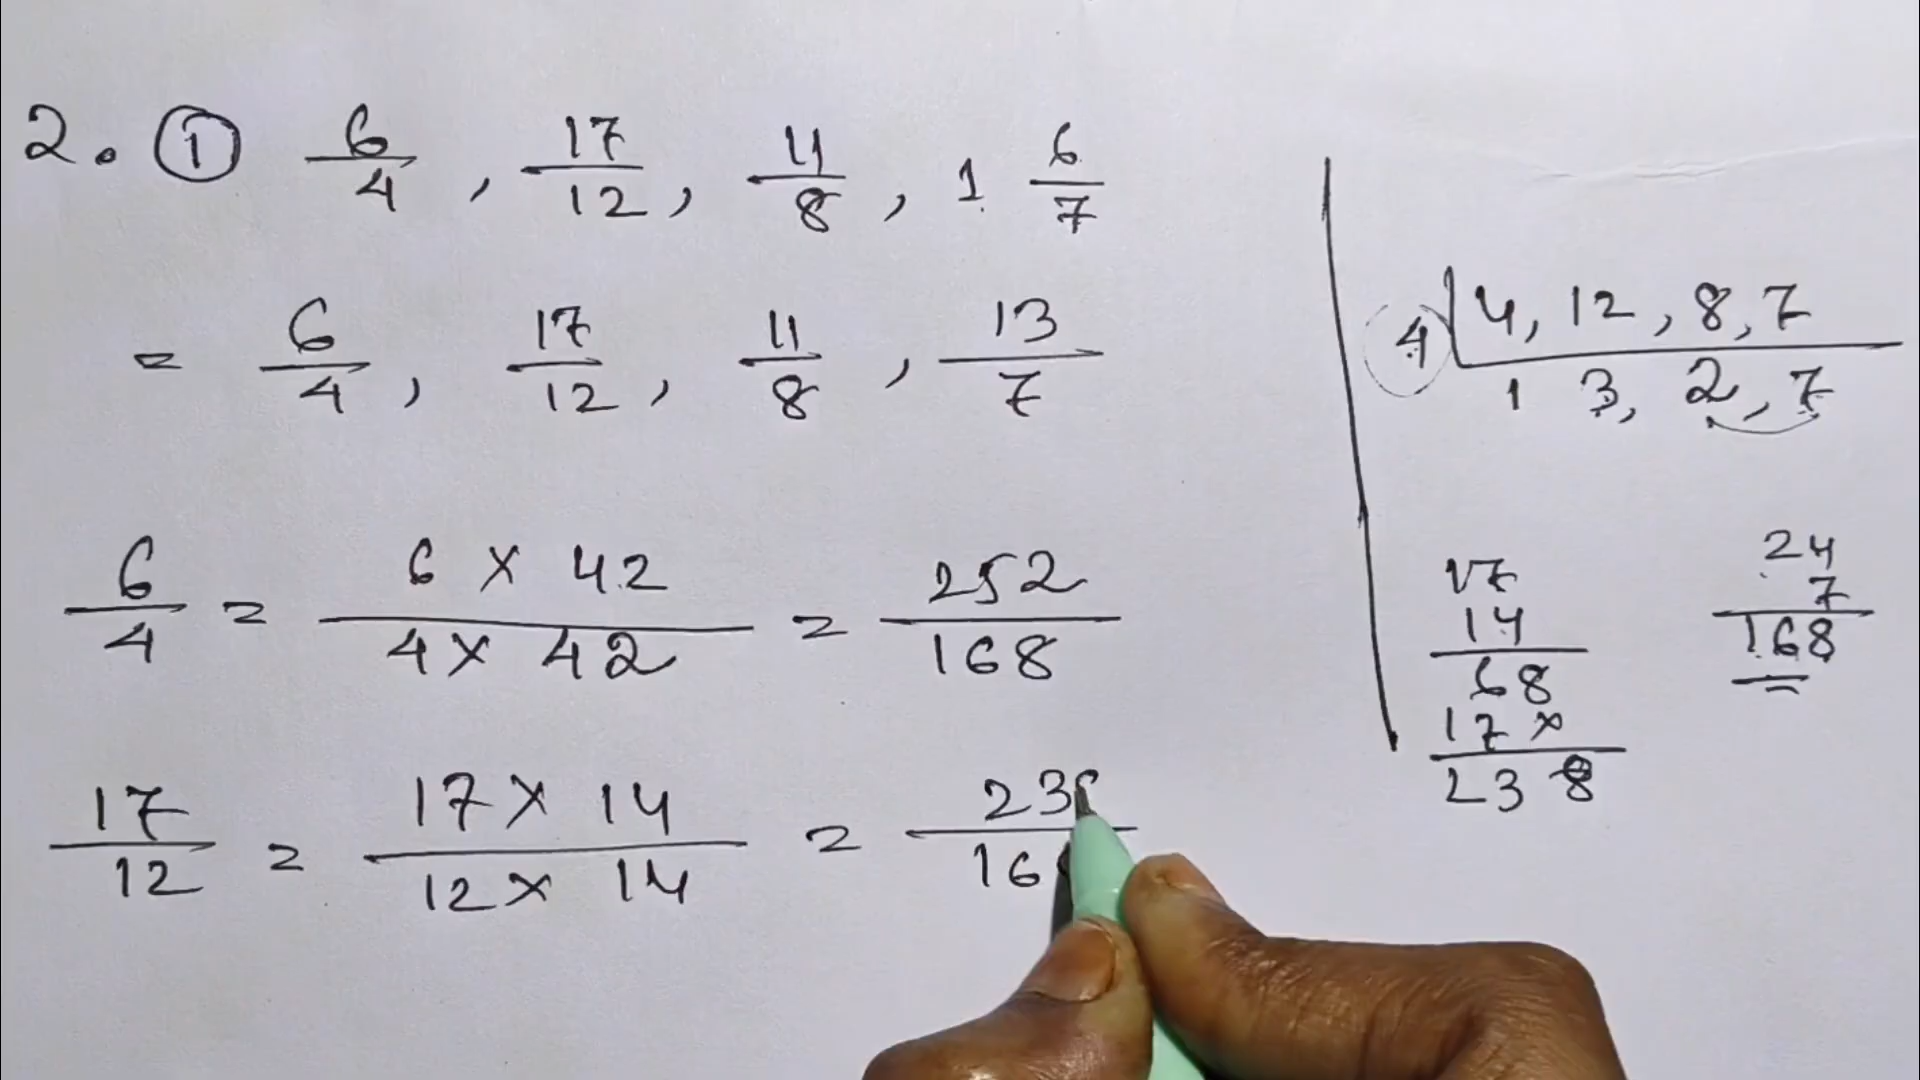 2. ① 6/4, 17/12, 11/8, 1 6/7
= 6/4, 17/12, 11/8, 13/7
6/4 = 6 × 42 / 4 × 42 = 252/168
17/12 = 17 × 14 / 12 × 14 = 23
4 | 4, 12, 8, 7
1 3, 2, 7
17
14
68
17 ×
238
24
7
168